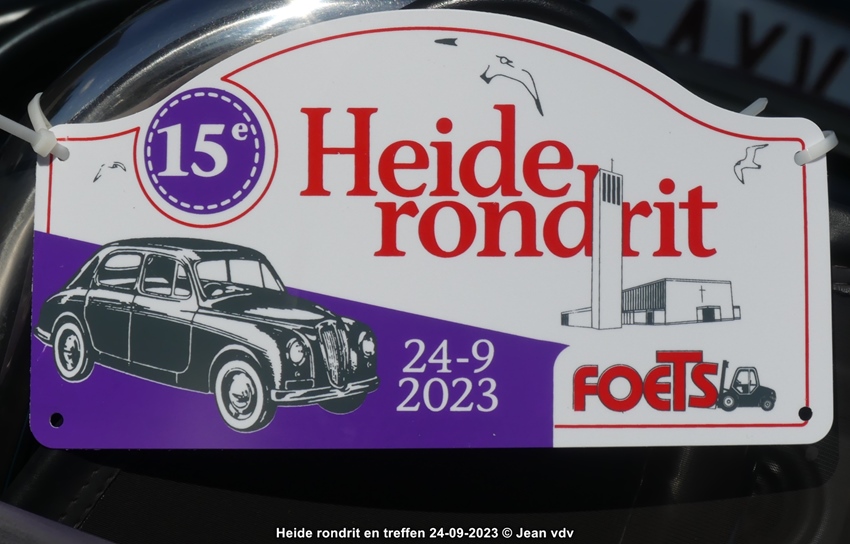 15e
Heide
rondrit
24-9
2023
FOETS
Heide rondrit en treffen 24-09-2023 © Jean vdv